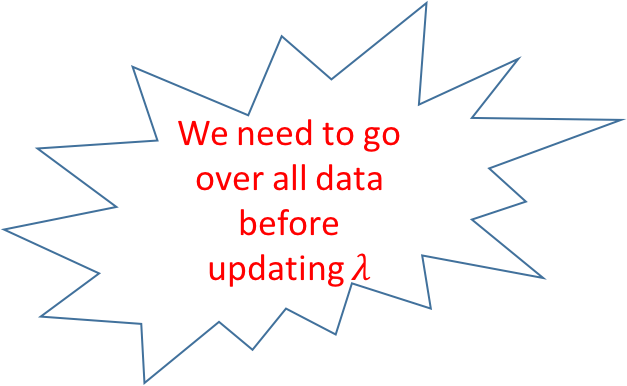 We need to go
over all data
before
updating λ